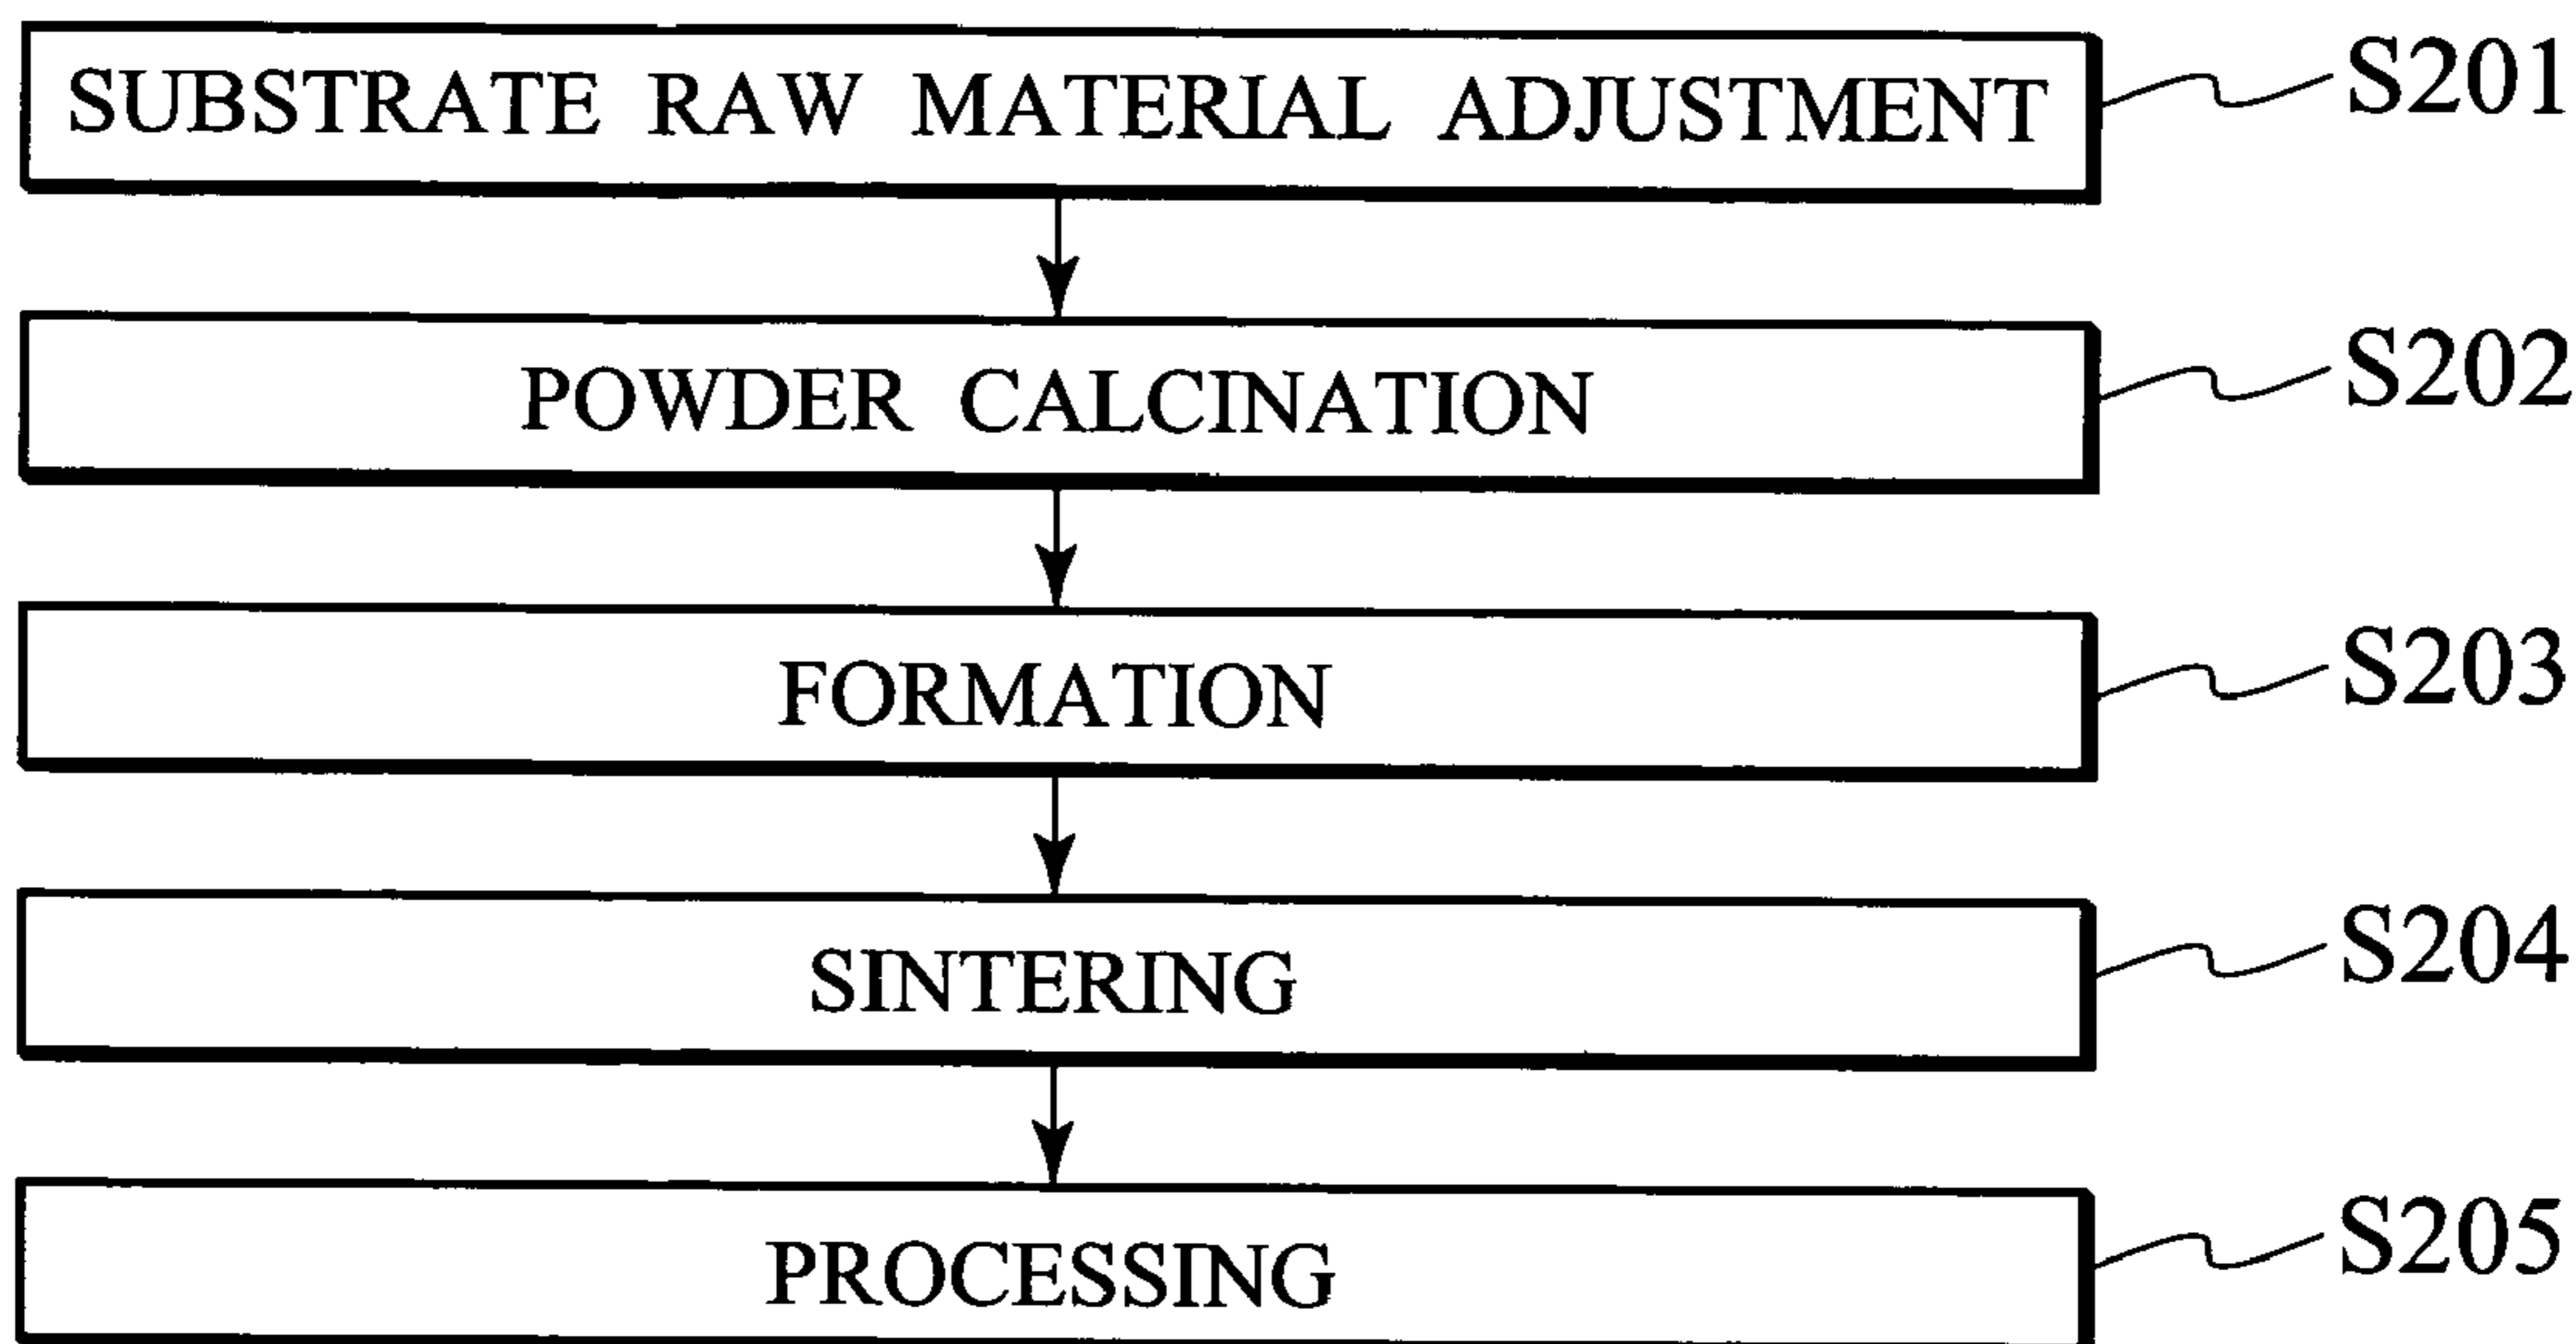 SUBSTRATE RAW MATERIAL ADJUSTMENT S201
POWDER CALCINATION S202
FORMATION S203
SINTERING S204
PROCESSING S205